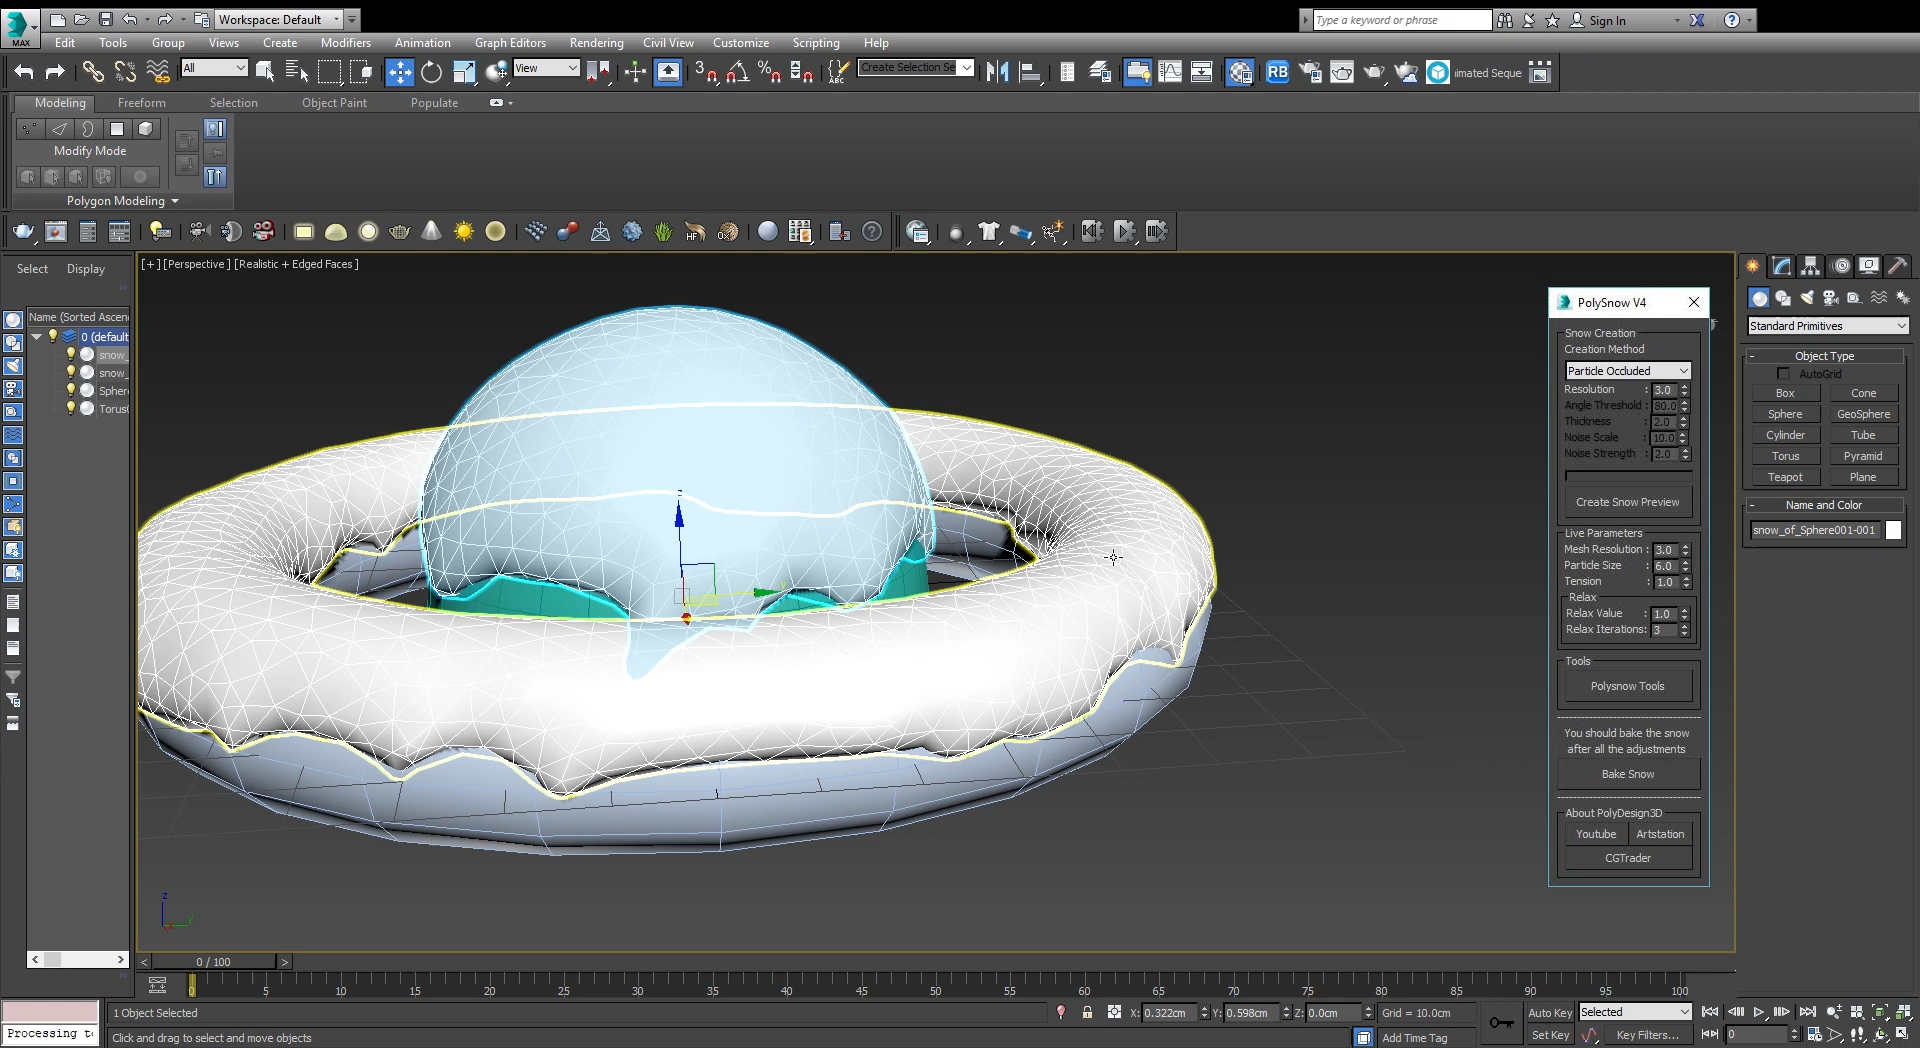 Workspace: Default
Type a keyword or phrase
Sign In
MAX
Edit Tools Group Views Create Modifiers Animation Graph Editors Rendering Civil View Customize Scripting Help
All
View
3
ABC
Create Selection Se
RB
imated Seque
Modeling Freeform Selection Object Paint Populate
Modify Mode
Polygon Modeling
HF
Select Display
[+] [Perspective] [Realistic + Edged Faces]
Name (Sorted Ascen
0 (default
snow_
snow_
Spher
Torus
PolySnow V4
Snow Creation
Creation Method
Particle Occluded
Resolution : 3.0
Angle Threshold : 80.0
Thickness : 2.0
Noise Scale : 10.0
Noise Strength : 2.0
Create Snow Preview
Live Parameters
Mesh Resolution : 3.0
Particle Size : 6.0
Tension : 1.0
Relax
Relax Value : 1.0
Relax Iterations: 3
Tools
Polysnow Tools
You should bake the snow
after all the adjustments
Bake Snow
About PolyDesign3D
Youtube Artstation
CGTrader
Standard Primitives
- Object Type
AutoGrid
Box Cone
Sphere GeoSphere
Cylinder Tube
Torus Pyramid
Teapot Plane
- Name and Color
snow_of_Sphere001-001
z
y
< 0 / 100 >
0 5 10 15 20 25 30 35 40 45 50 55 60 65 70 75 80 85 90 95 100
1 Object Selected
X: 0.322cm Y: 0.598cm Z: 0.0cm Grid = 10.0cm
Auto Key Selected
Processing t
Click and drag to select and move objects
Add Time Tag
Set Key Key Filters... 0